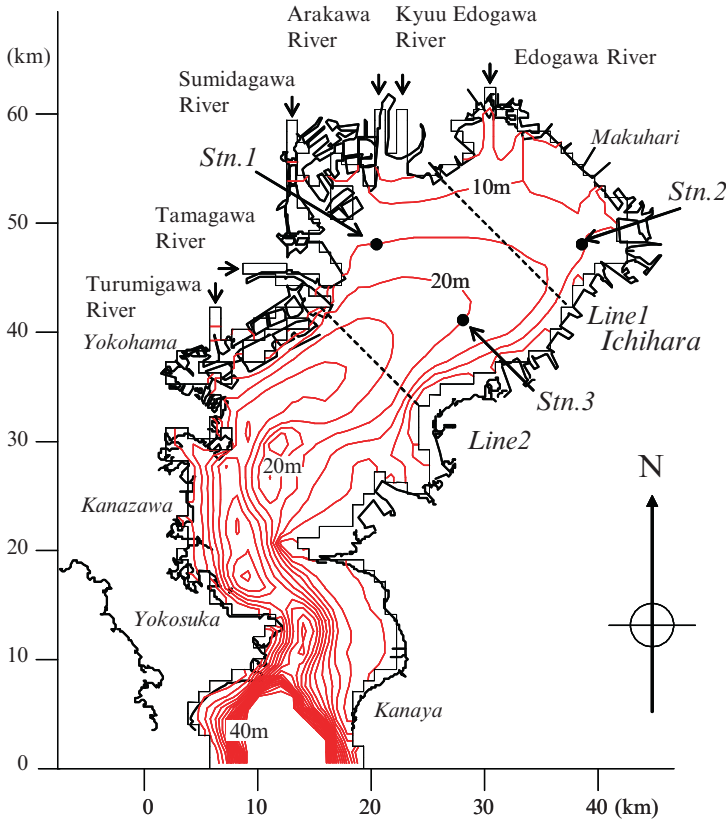 Arakawa
River
Kyuu Edogawa
River
(km)
Sumidagawa
River
Edogawa River
60
Makuhari
Stn.1
10m
Stn.2
50
Tamagawa
River
20m
Turumigawa
River
Line1
Ichihara
40
Yokohama
Stn.3
30
Line2
20m
N
Kanazawa
20
Yokosuka
10
Kanaya
40m
0
0
10
20
30
40
(km)